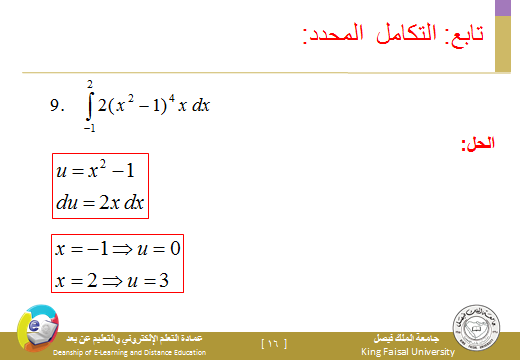 تابع: التكامل المحدد:
9. ∫₋₁² 2(x² − 1)⁴ x dx
الحل:
u = x² − 1
du = 2x dx
x = −1 ⇒ u = 0
x = 2 ⇒ u = 3
جامعة الملك فيصل
King Faisal University
[ ١٦ ]
عمادة التعلم الإلكتروني والتعليم عن بعد
Deanship of E-Learning and Distance Education